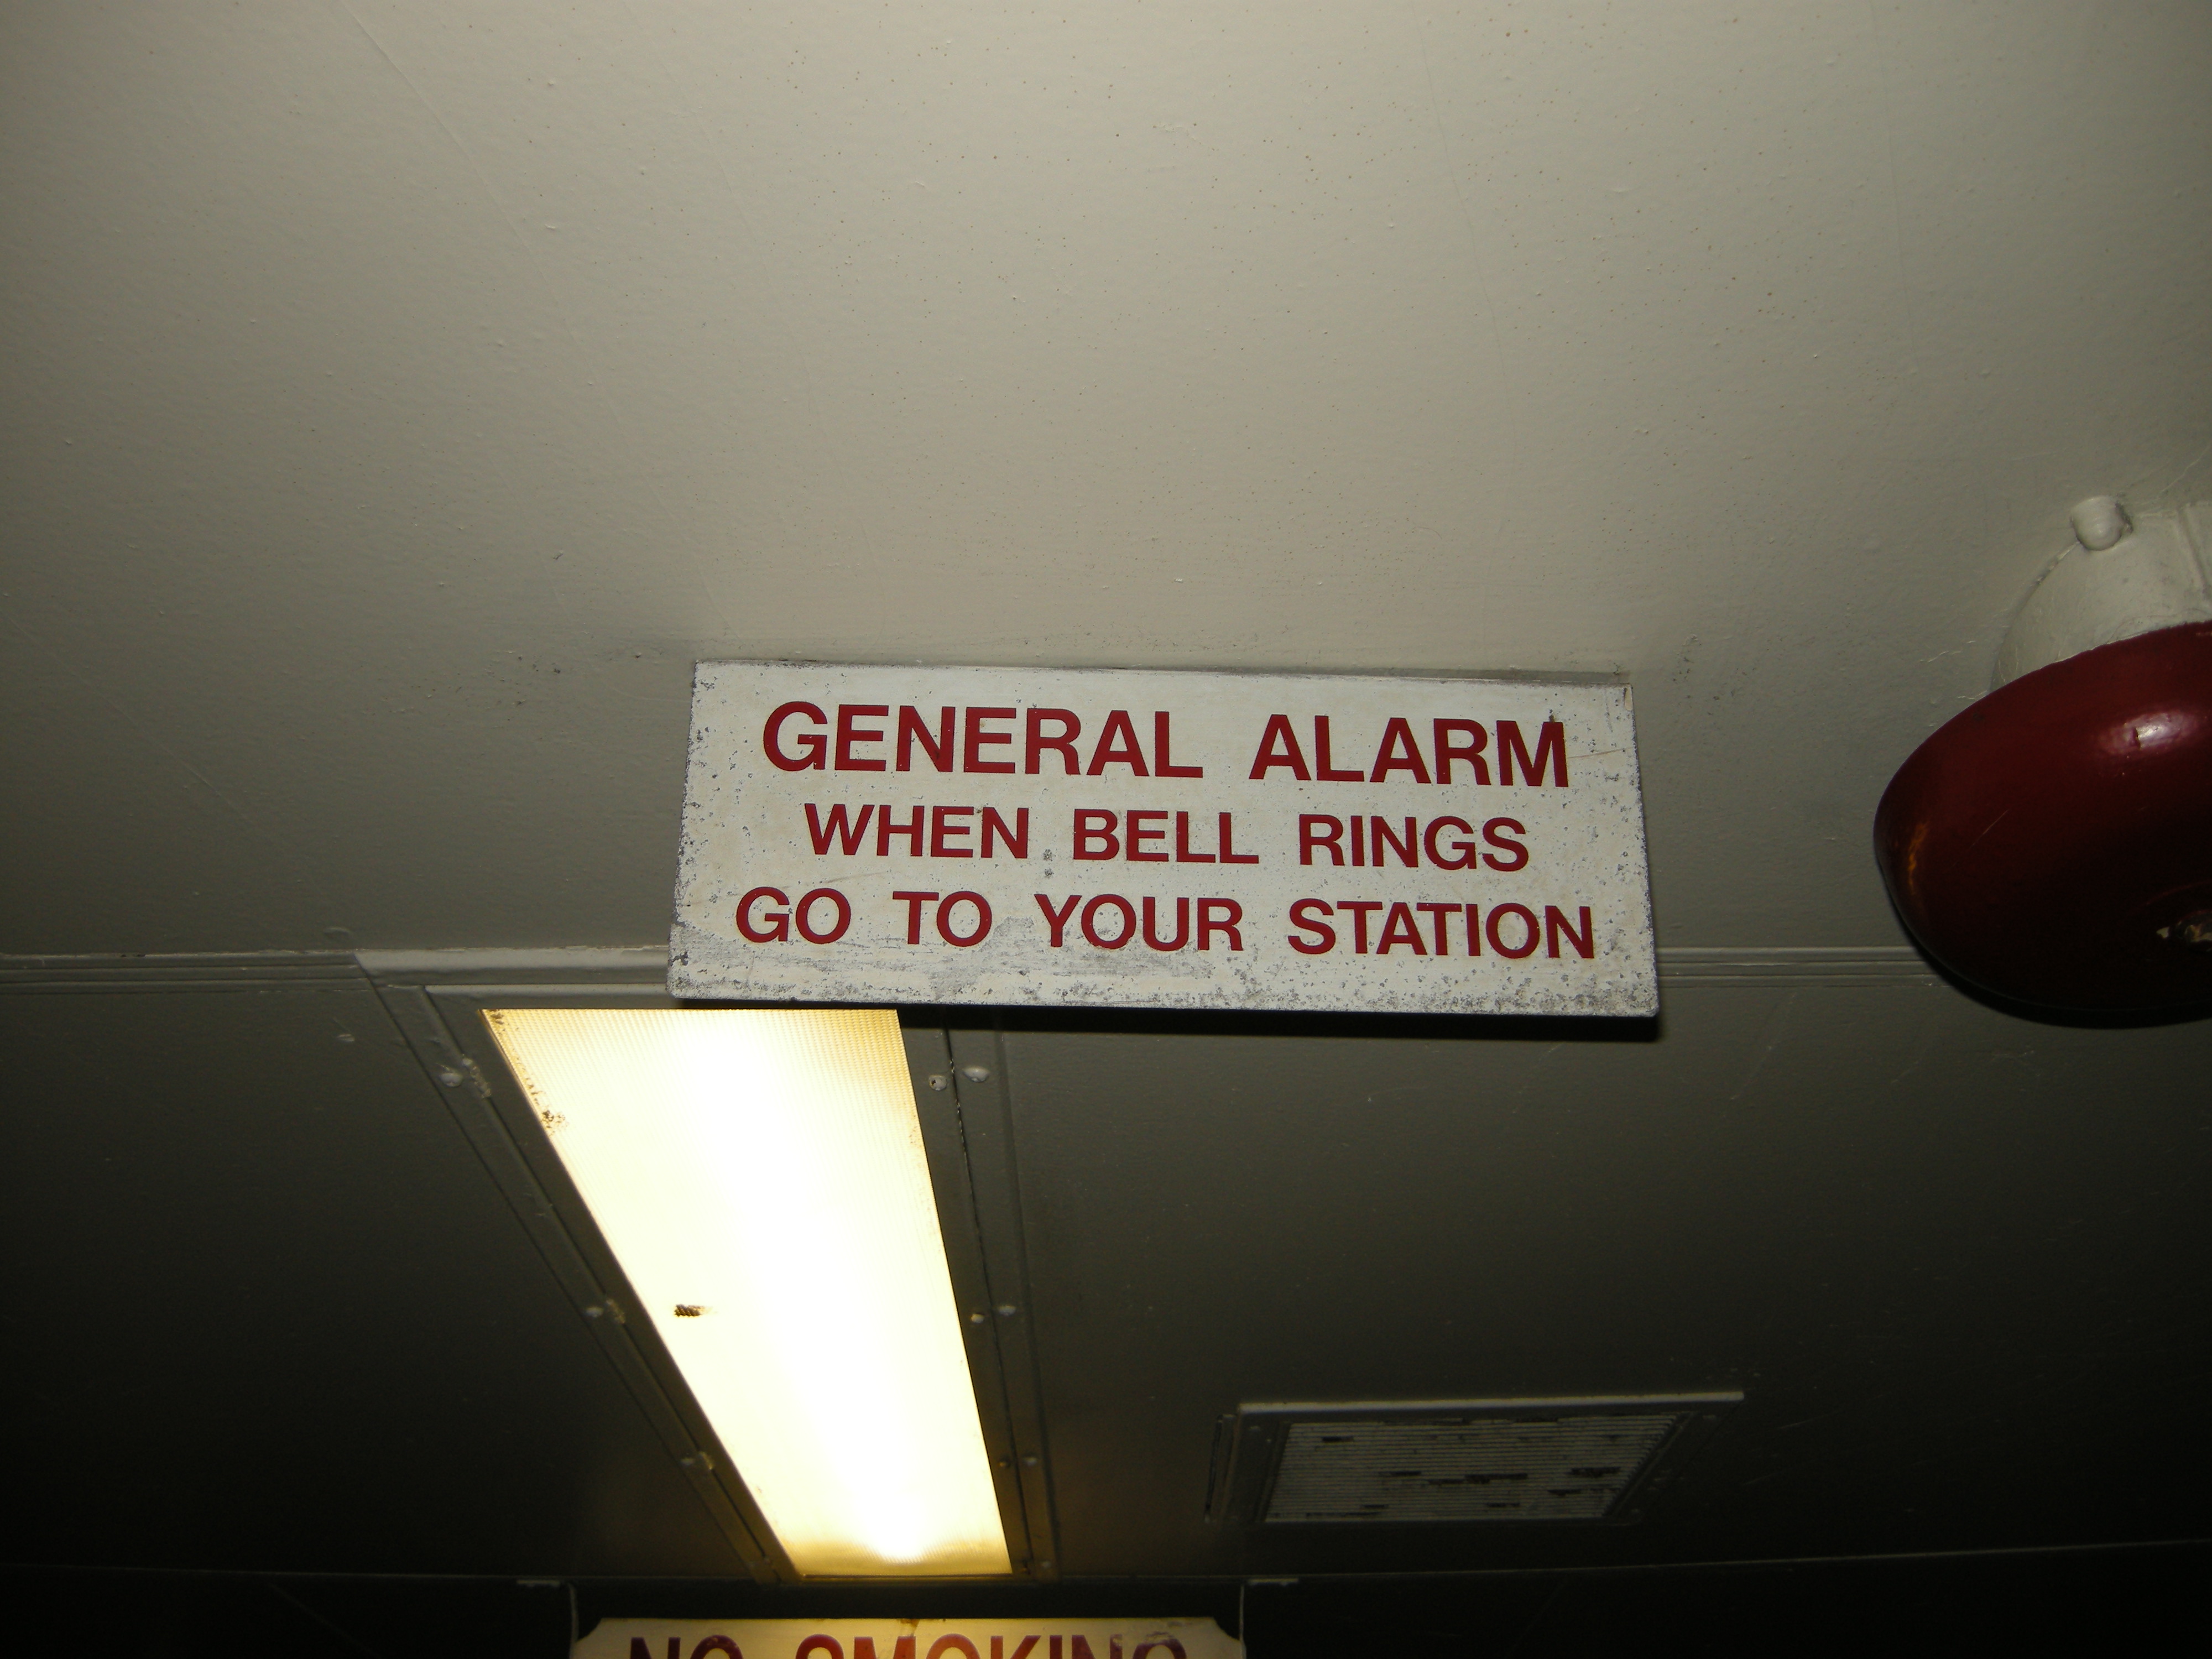 GENERAL ALARM
WHEN BELL RINGS
GO TO YOUR STATION
NO SMOKING